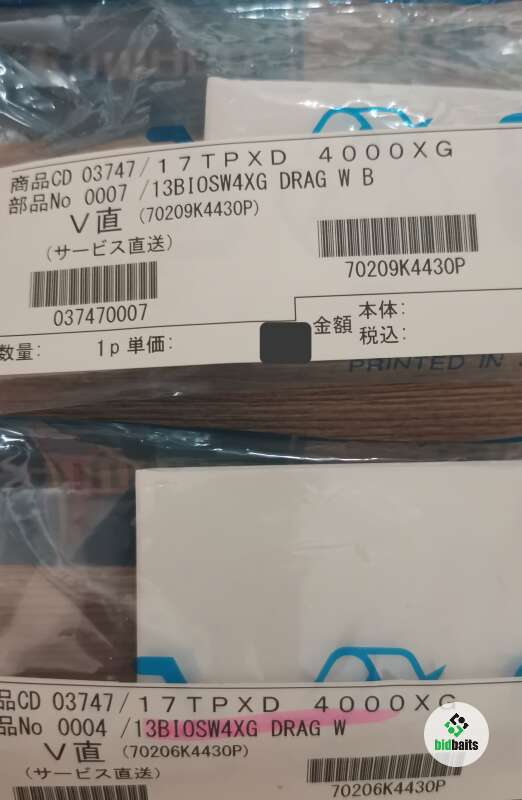 商品CD 03747/17TPXD 4000XG
部品No 0007 /13BIOSW4XG DRAG W B
V直 (70209K4430P)
(サービス直送)
037470007
70209K4430P
数量: 1p 単価:
金額 本体:
税込:
PRINTED IN
品CD 03747/17TPXD 4000XG
品No 0004 /13BIOSW4XG DRAG W
V直 (70206K4430P)
(サービス直送)
70206K4430P
bidbaits